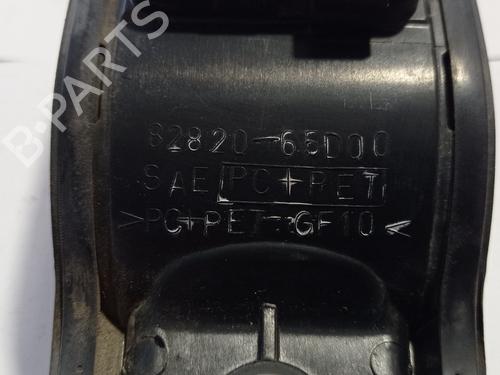 B-PARTS
82820-65D00
SAE PC+PET
>PC+PET-GF10<